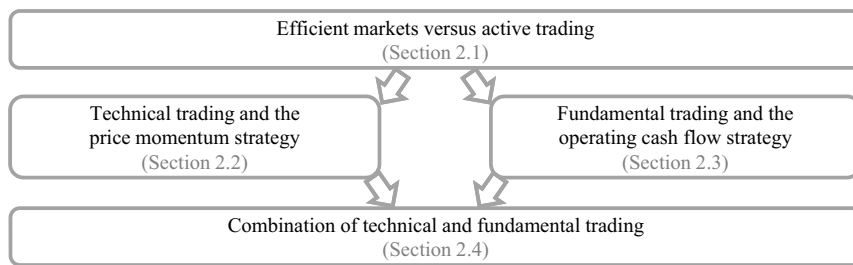 Efficient markets versus active trading
(Section 2.1)
Technical trading and the
price momentum strategy
(Section 2.2)
Fundamental trading and the
operating cash flow strategy
(Section 2.3)
Combination of technical and fundamental trading
(Section 2.4)